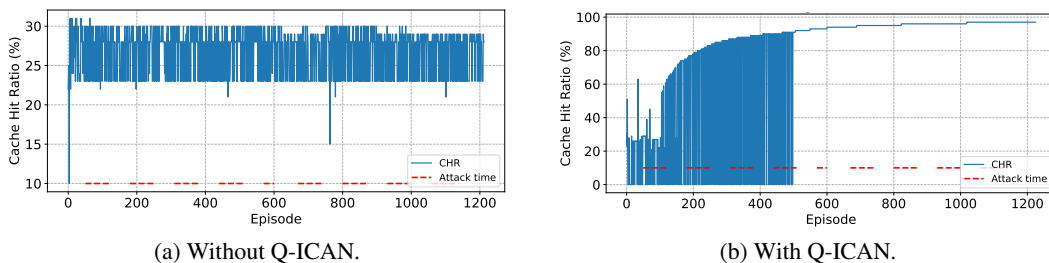 30
25
20
15
10
Cache Hit Ratio (%)
CHR
Attack time
0 200 400 600 800 1000 1200
Episode
(a) Without Q-ICAN.
100
80
60
40
20
0
Cache Hit Ratio (%)
CHR
Attack time
0 200 400 600 800 1000 1200
Episode
(b) With Q-ICAN.